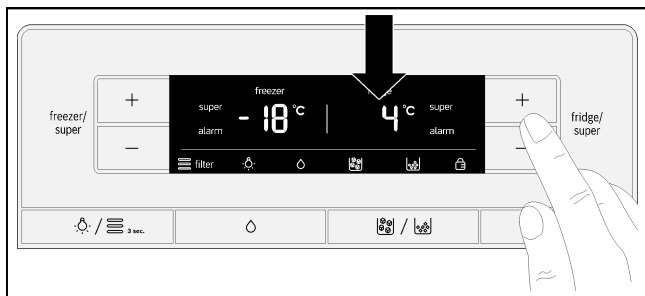 freezer
super
super
- 18 °C
4 °C
alarm
alarm
freezer/
super
+
−
+
−
fridge/
super
filter
/
3 sec.
/